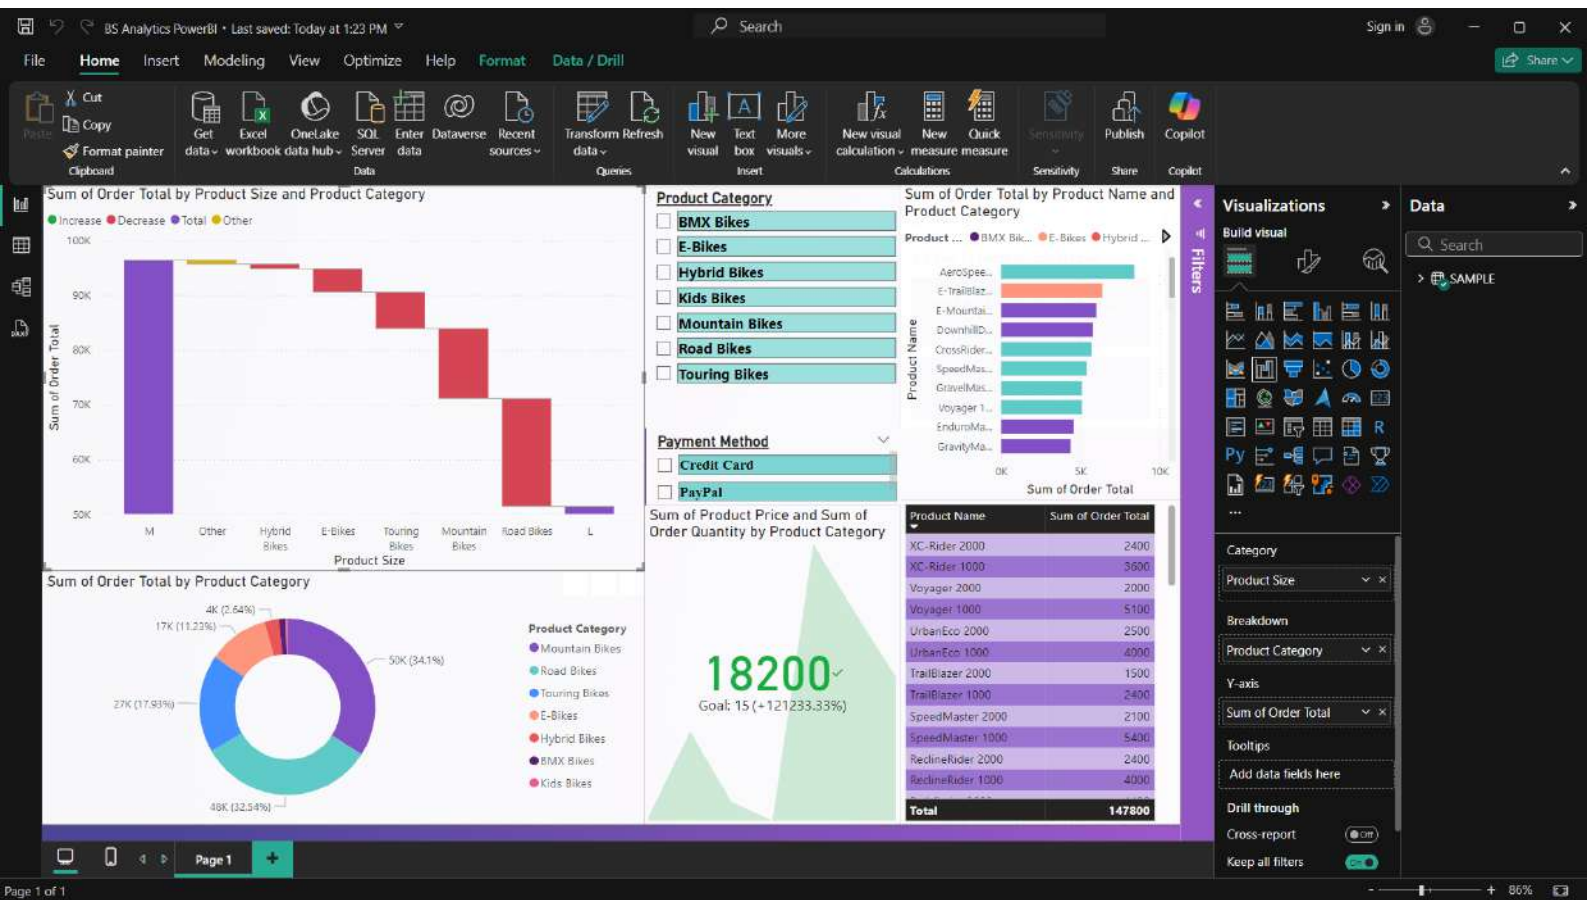 BS Analytics PowerBI • Last saved: Today at 1:23 PM
Search
Sign in
File Home Insert Modeling View Optimize Help Format Data / Drill
Share
Paste
Cut
Copy
Format painter
Clipboard
Get data
Excel workbook
OneLake data hub
SQL Server
Enter data
Dataverse
Recent sources
Data
Transform data
Refresh
Queries
New visual
Text box
More visuals
Insert
New visual calculation
New measure
Quick measure
Calculations
Sensitivity
Sensitivity
Publish
Share
Copilot
Copilot
Sum of Order Total by Product Size and Product Category
Increase Decrease Total Other
100K
90K
80K
70K
60K
50K
Sum of Order Total
M
Other
Hybrid Bikes
E-Bikes
Touring Bikes
Mountain Bikes
Road Bikes
L
Product Size
Product Category
BMX Bikes
E-Bikes
Hybrid Bikes
Kids Bikes
Mountain Bikes
Road Bikes
Touring Bikes
Payment Method
Credit Card
PayPal
Sum of Order Total by Product Name and
Product Category
Product ... BMX Bik... E-Bikes Hybrid ...
Product Name
AeroSpee...
E-TrailBlaz...
E-Mountai...
DownhillD...
CrossRider...
SpeedMas...
GravelMas...
Voyager 1...
EnduroMa...
GravityMa...
0K 5K 10K
Sum of Order Total
Sum of Order Total by Product Category
4K (2.64%)
17K (11.23%)
50K (34.1%)
27K (17.93%)
48K (32.54%)
Product Category
Mountain Bikes
Road Bikes
Touring Bikes
E-Bikes
Hybrid Bikes
BMX Bikes
Kids Bikes
Sum of Product Price and Sum of
Order Quantity by Product Category
18200
Goal: 15 (+121233.33%)
Product Name Sum of Order Total
XC-Rider 2000 2400
XC-Rider 1000 3600
Voyager 2000 2000
Voyager 1000 5100
UrbanEco 2000 2500
UrbanEco 1000 4000
TrailBlazer 2000 1500
TrailBlazer 1000 2400
SpeedMaster 2000 2100
SpeedMaster 1000 5400
ReclineRider 2000 2400
ReclineRider 1000 4000
Total 147800
Filters
Visualizations
Build visual
R
Py
...
Category
Product Size
Breakdown
Product Category
Y-axis
Sum of Order Total
Tooltips
Add data fields here
Drill through
Cross-report
Off
Keep all filters
On
Data
Search
SAMPLE
Page 1
Page 1 of 1
86%